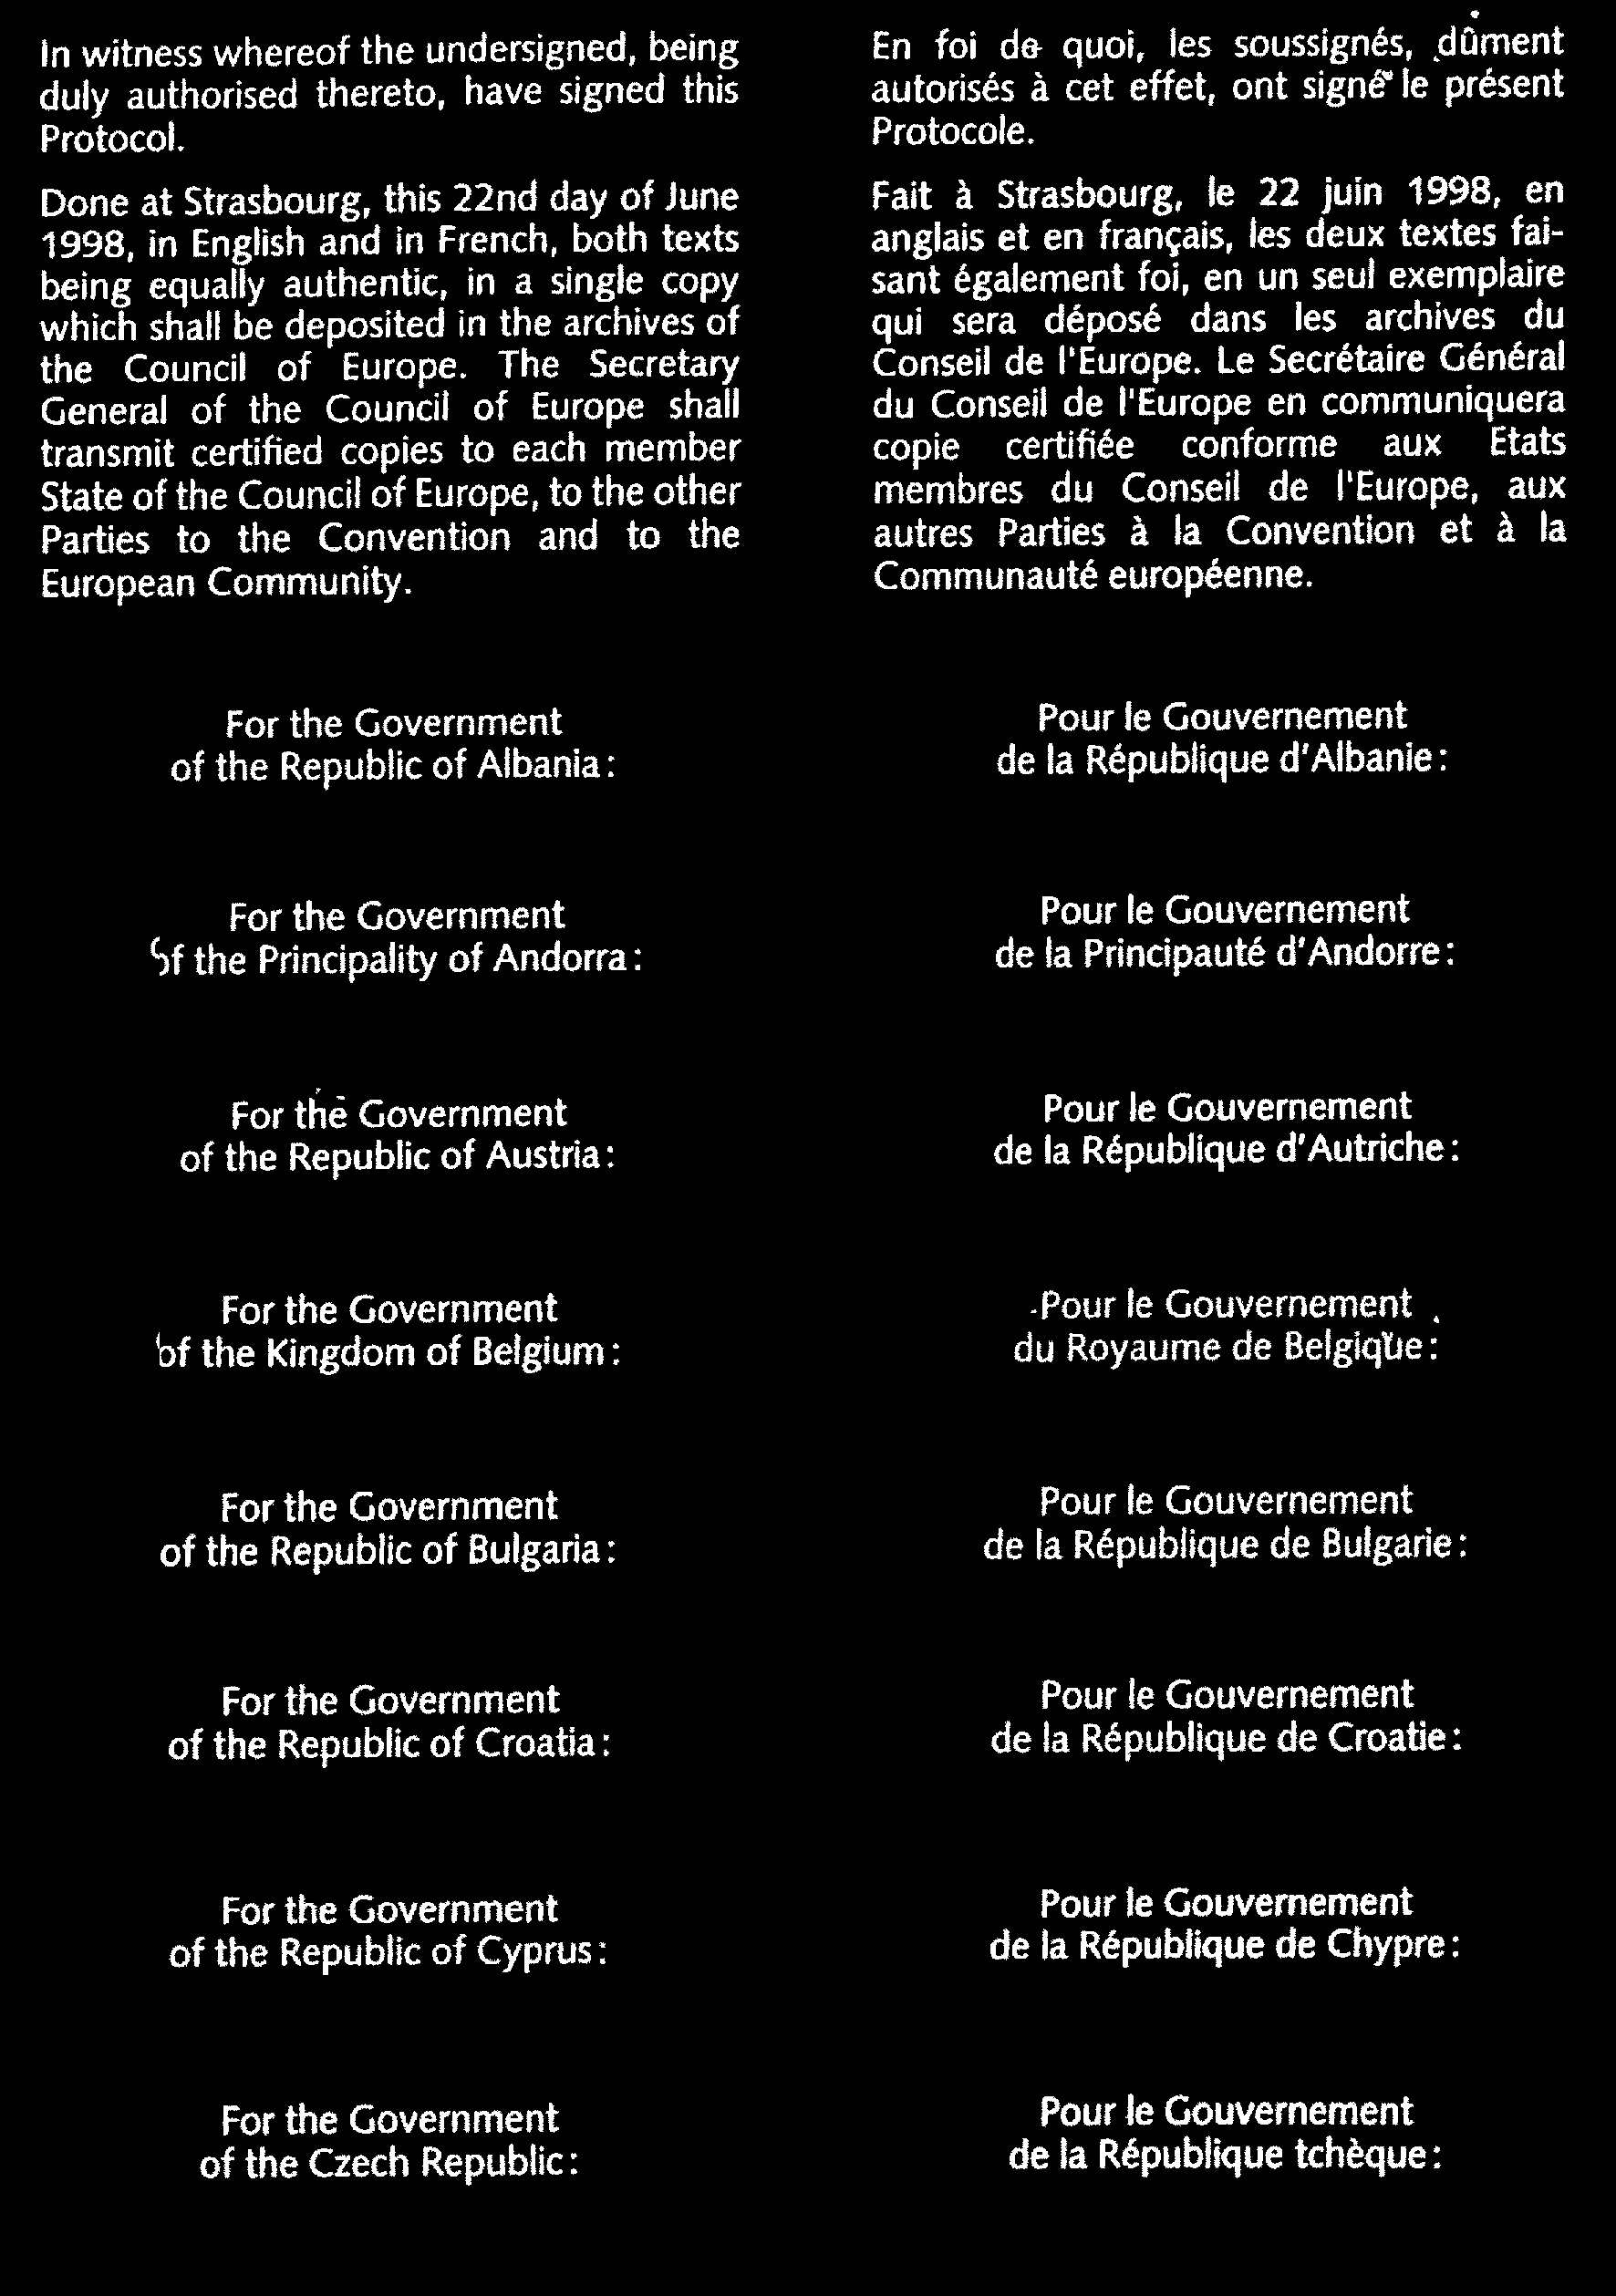 In witness whereof the undersigned, being
duly authorised thereto, have signed this
Protocol.
Done at Strasbourg, this 22nd day of June
1998, in English and in French, both texts
being equally authentic, in a single copy
which shall be deposited in the archives of
the Council of Europe. The Secretary
General of the Council of Europe shall
transmit certified copies to each member
State of the Council of Europe, to the other
Parties to the Convention and to the
European Community.
For the Government
of the Republic of Albania:
For the Government
of the Principality of Andorra:
For the Government
of the Republic of Austria:
For the Government
of the Kingdom of Belgium:
For the Government
of the Republic of Bulgaria:
For the Government
of the Republic of Croatia:
For the Government
of the Republic of Cyprus:
For the Government
of the Czech Republic:
En foi de quoi, les soussignés, dûment
autorisés à cet effet, ont signé le présent
Protocole.
Fait à Strasbourg, le 22 juin 1998, en
anglais et en français, les deux textes fai-
sant également foi, en un seul exemplaire
qui sera déposé dans les archives du
Conseil de l'Europe. Le Secrétaire Général
du Conseil de l'Europe en communiquera
copie certifiée conforme aux Etats
membres du Conseil de l'Europe, aux
autres Parties à la Convention et à la
Communauté européenne.
Pour le Gouvernement
de la République d'Albanie:
Pour le Gouvernement
de la Principauté d'Andorre:
Pour le Gouvernement
de la République d'Autriche:
Pour le Gouvernement
du Royaume de Belgique:
Pour le Gouvernement
de la République de Bulgarie:
Pour le Gouvernement
de la République de Croatie:
Pour le Gouvernement
de la République de Chypre:
Pour le Gouvernement
de la République tchèque: